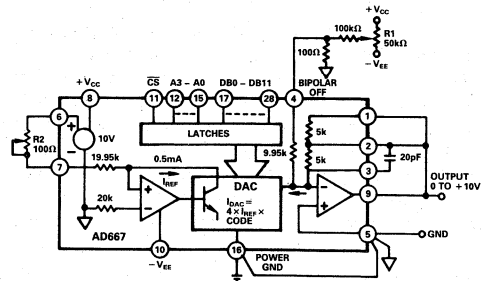 +VCC
100kΩ
R1
50kΩ
100Ω
-VEE
+VCC
CS A3 – A0 DB0 – DB11
BIPOLAR
OFF
6
8
11
12
15
17
28
4
1
LATCHES
5k
2
20pF
5k
3
9.95k
R2
100Ω
+
10V
-
7
19.95k
0.5mA
IREF
+
-
20k
DAC
IDAC =
4 × IREF ×
CODE
-
+
9
OUTPUT
0 TO +10V
5
GND
AD667
10
-VEE
16
POWER
GND